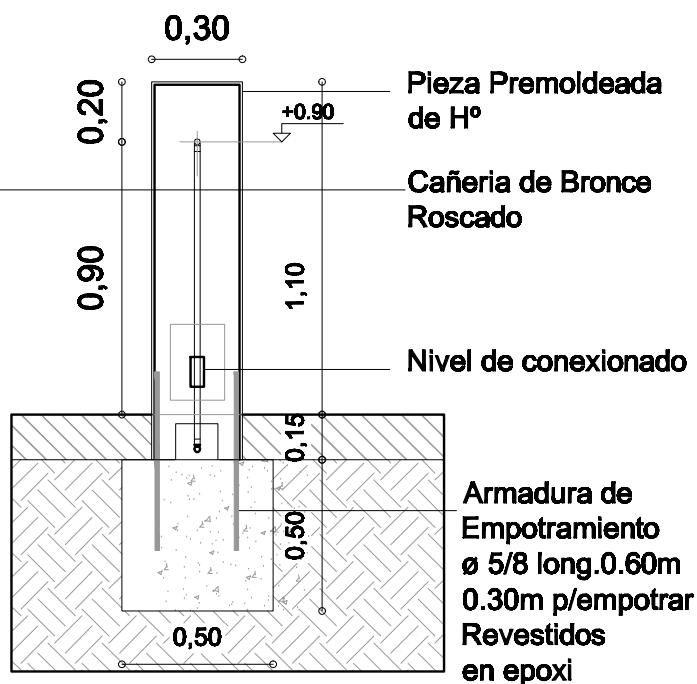 0,30
Pieza Premoldeada
de Hº
0,20
+0.90
Cañeria de Bronce
Roscado
0,90
1,10
Nivel de conexionado
0,15
Armadura de
Empotramiento
ø 5/8 long.0.60m
0.30m p/empotrar
Revestidos
en epoxi
0,50
0,50